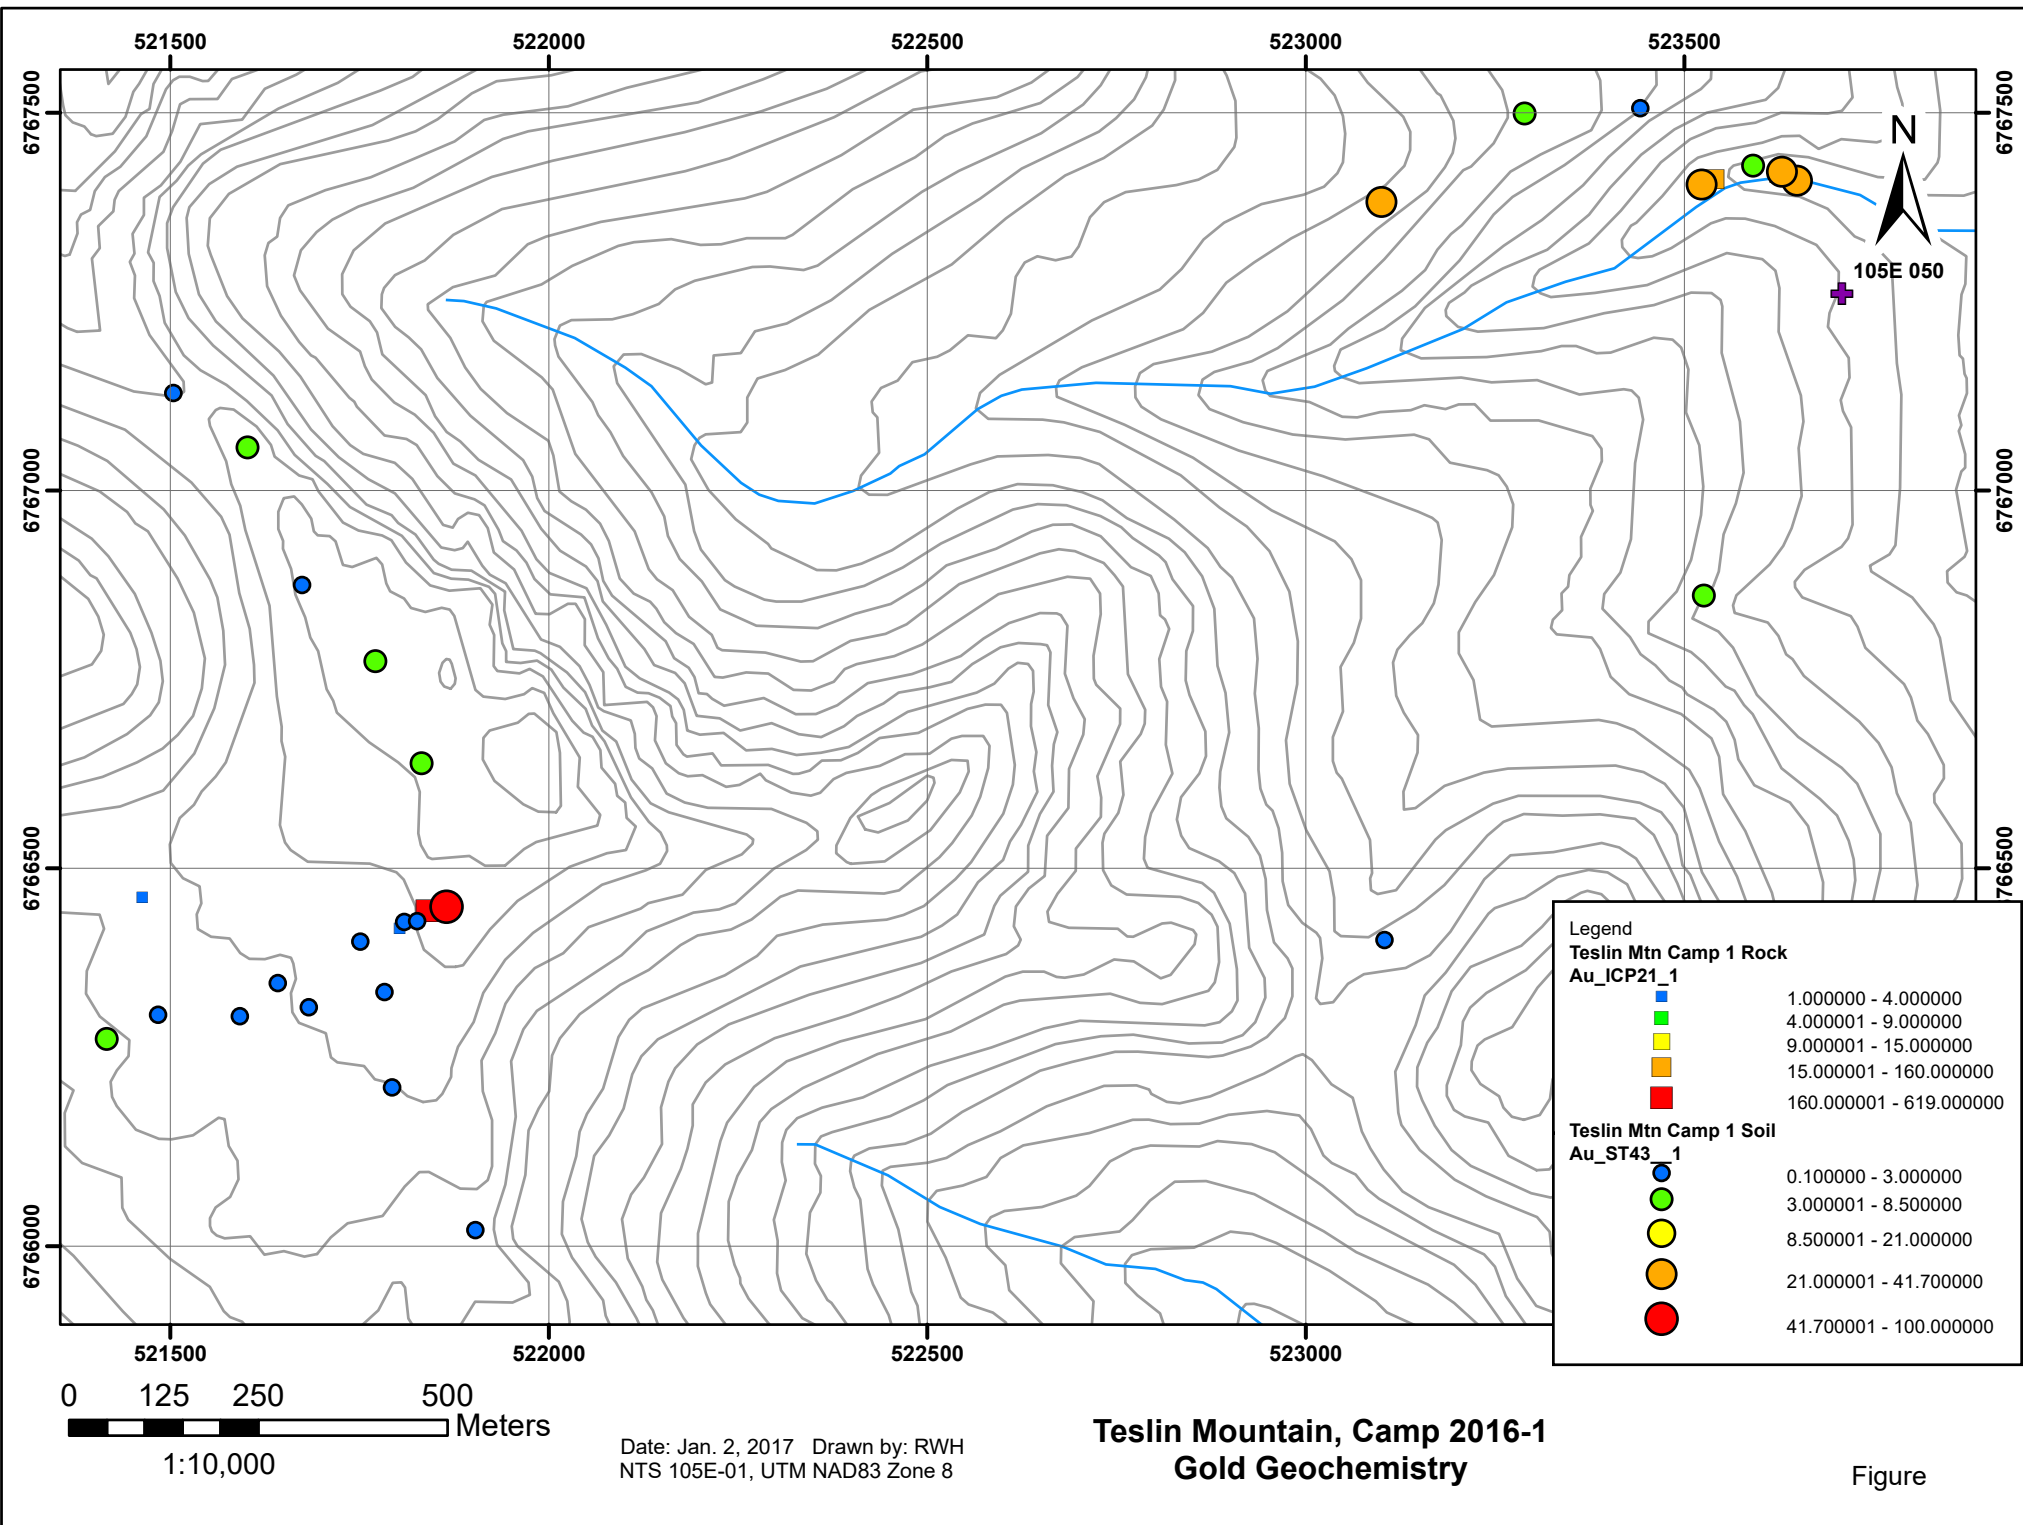 521500 522000 522500 523000 523500
6767500 6767500
N
105E 050
6767000 6767000
6766500 6766500
6766000
Legend
Teslin Mtn Camp 1 Rock
Au_ICP21_1
1.000000 - 4.000000
4.000001 - 9.000000
9.000001 - 15.000000
15.000001 - 160.000000
160.000001 - 619.000000
Teslin Mtn Camp 1 Soil
Au_ST43__1
0.100000 - 3.000000
3.000001 - 8.500000
8.500001 - 21.000000
21.000001 - 41.700000
41.700001 - 100.000000
521500 522000 522500 523000
0 125 250 500
Meters
1:10,000
Date: Jan. 2, 2017 Drawn by: RWH
NTS 105E-01, UTM NAD83 Zone 8
Teslin Mountain, Camp 2016-1
Gold Geochemistry
Figure